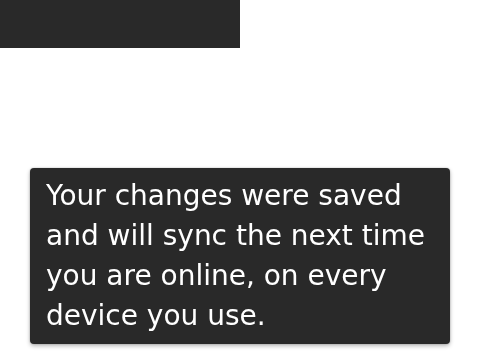 Your changes were saved
and will sync the next time
you are online, on every
device you use.